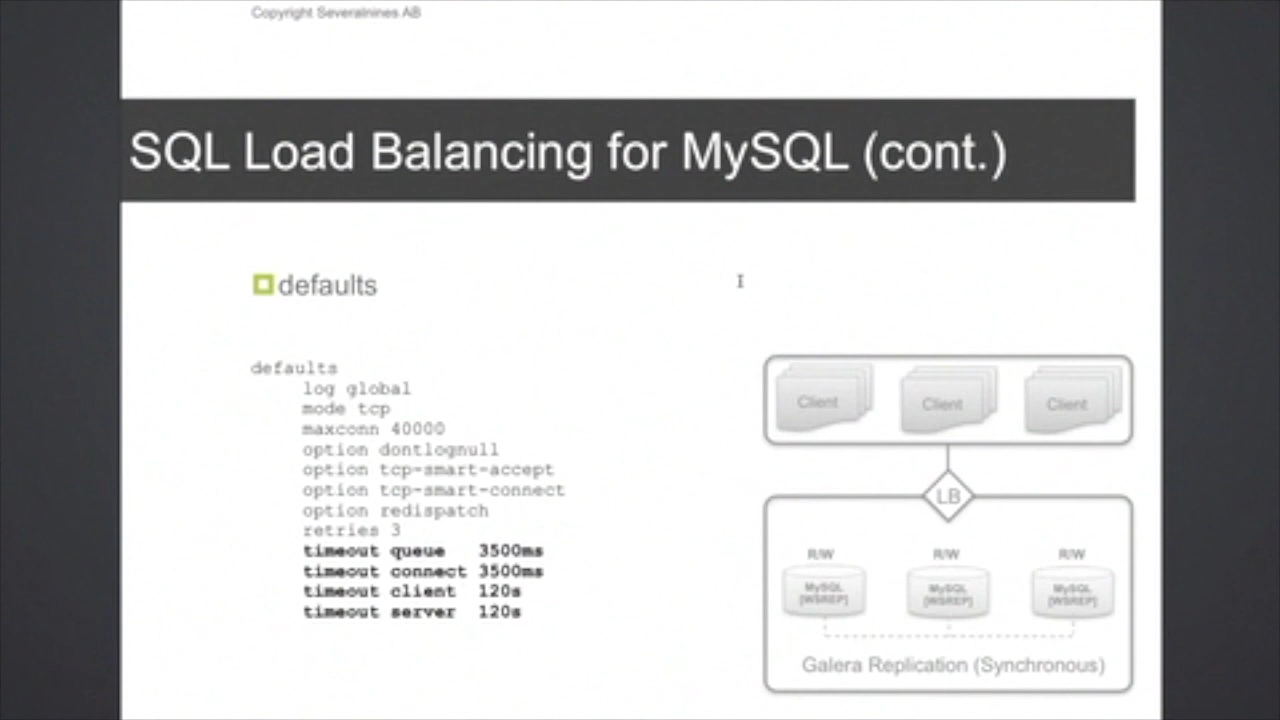 Copyright Severalnines AB
SQL Load Balancing for MySQL (cont.)
defaults
defaults
log global
mode tcp
maxconn 40000
option dontlognull
option tcp-smart-accept
option tcp-smart-connect
option redispatch
retries 3
timeout queue 3500ms
timeout connect 3500ms
timeout client 120s
timeout server 120s
Client Client Client
LB
R/W R/W R/W
MySQL MySQL MySQL
[WSREP] [WSREP] [WSREP]
Galera Replication (Synchronous)